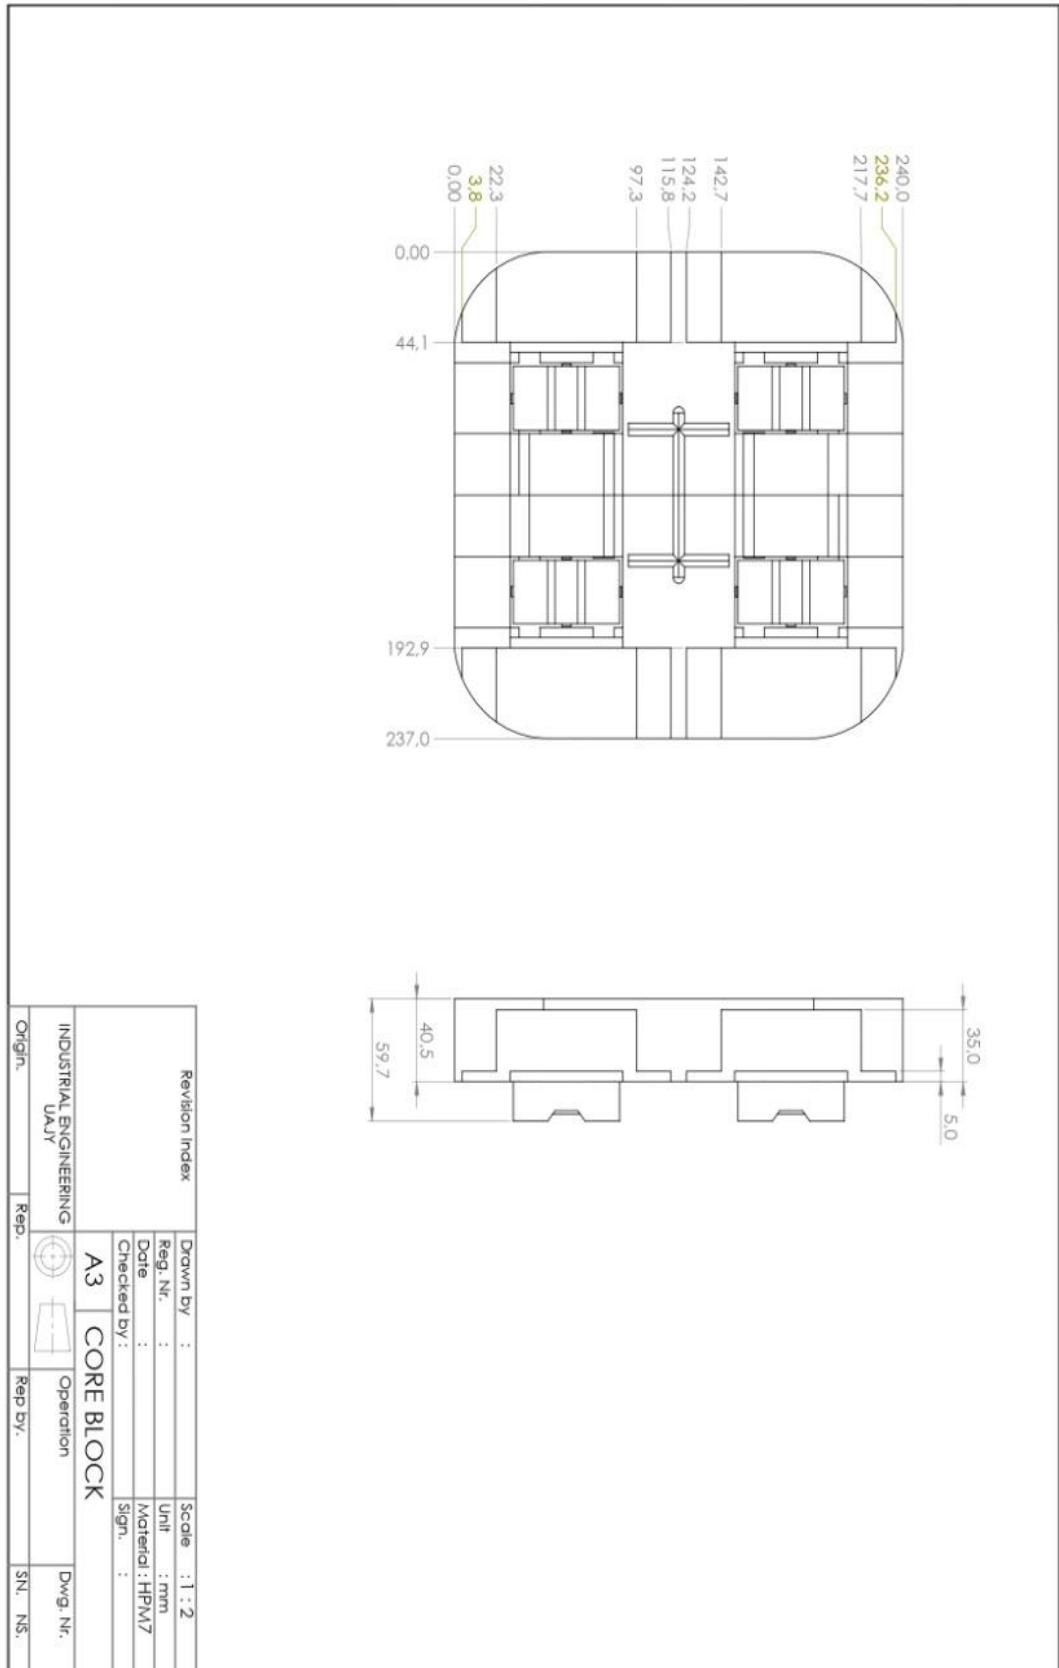 240,0
236,2
217,7
142,7
124,2
115,8
97,3
22,3
3,8
0,00
0,00
44,1
192,9
237,0
35,0
5,0
40,5
59,7
Revision Index
Drawn by :
Scale : 1 : 2
Reg. Nr. :
Unit : mm
Date :
Material : HPM7
Checked by :
Sign. :
A3 CORE BLOCK
INDUSTRIAL ENGINEERING
UAJY
Operation
Dwg. Nr.
Origin.
Rep.
Rep by.
SN. NS.